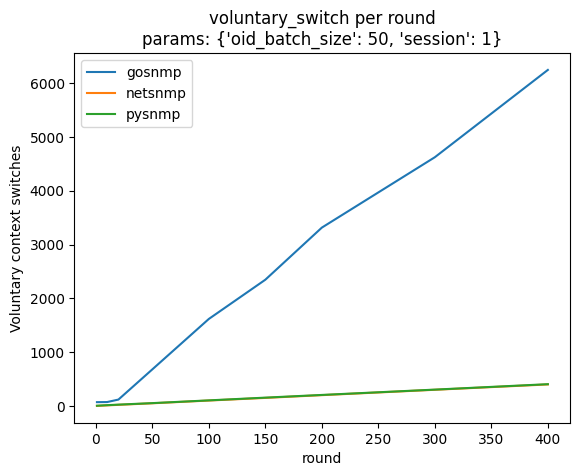 voluntary_switch per round
params: {'oid_batch_size': 50, 'session': 1}
gosnmp
netsnmp
pysnmp
Voluntary context switches
6000
5000
4000
3000
2000
1000
0
0 50 100 150 200 250 300 350 400
round